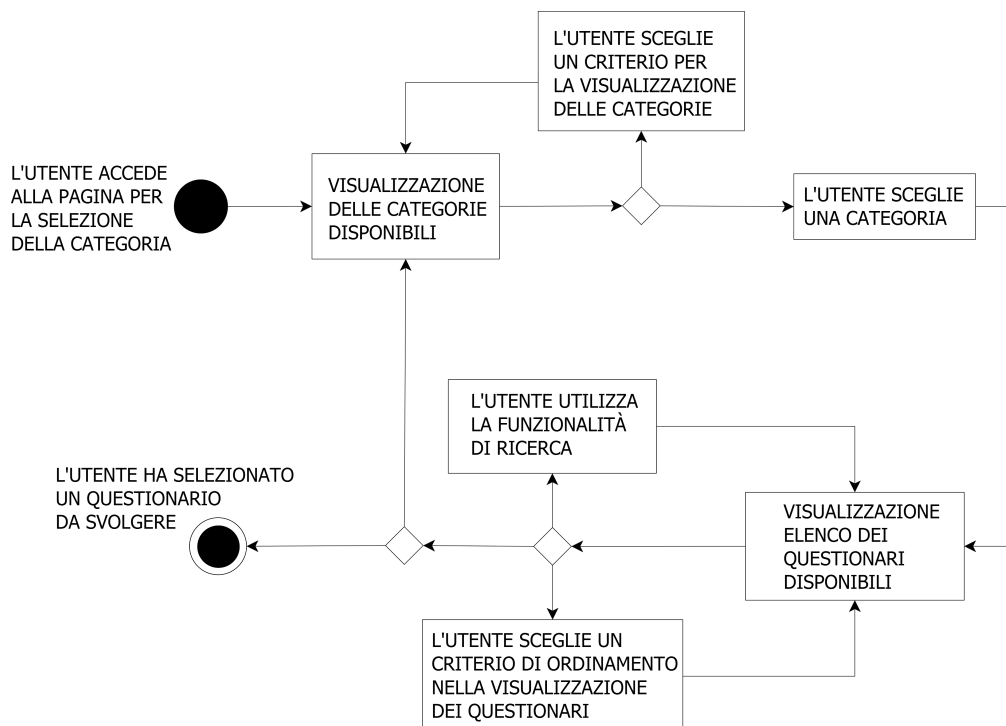 L'UTENTE SCEGLIE
UN CRITERIO PER
LA VISUALIZZAZIONE
DELLE CATEGORIE
L'UTENTE ACCEDE
ALLA PAGINA PER
LA SELEZIONE
DELLA CATEGORIA
VISUALIZZAZIONE
DELLE CATEGORIE
DISPONIBILI
L'UTENTE SCEGLIE
UNA CATEGORIA
L'UTENTE UTILIZZA
LA FUNZIONALITÀ
DI RICERCA
L'UTENTE HA SELEZIONATO
UN QUESTIONARIO
DA SVOLGERE
VISUALIZZAZIONE
ELENCO DEI
QUESTIONARI
DISPONIBILI
L'UTENTE SCEGLIE UN
CRITERIO DI ORDINAMENTO
NELLA VISUALIZZAZIONE
DEI QUESTIONARI